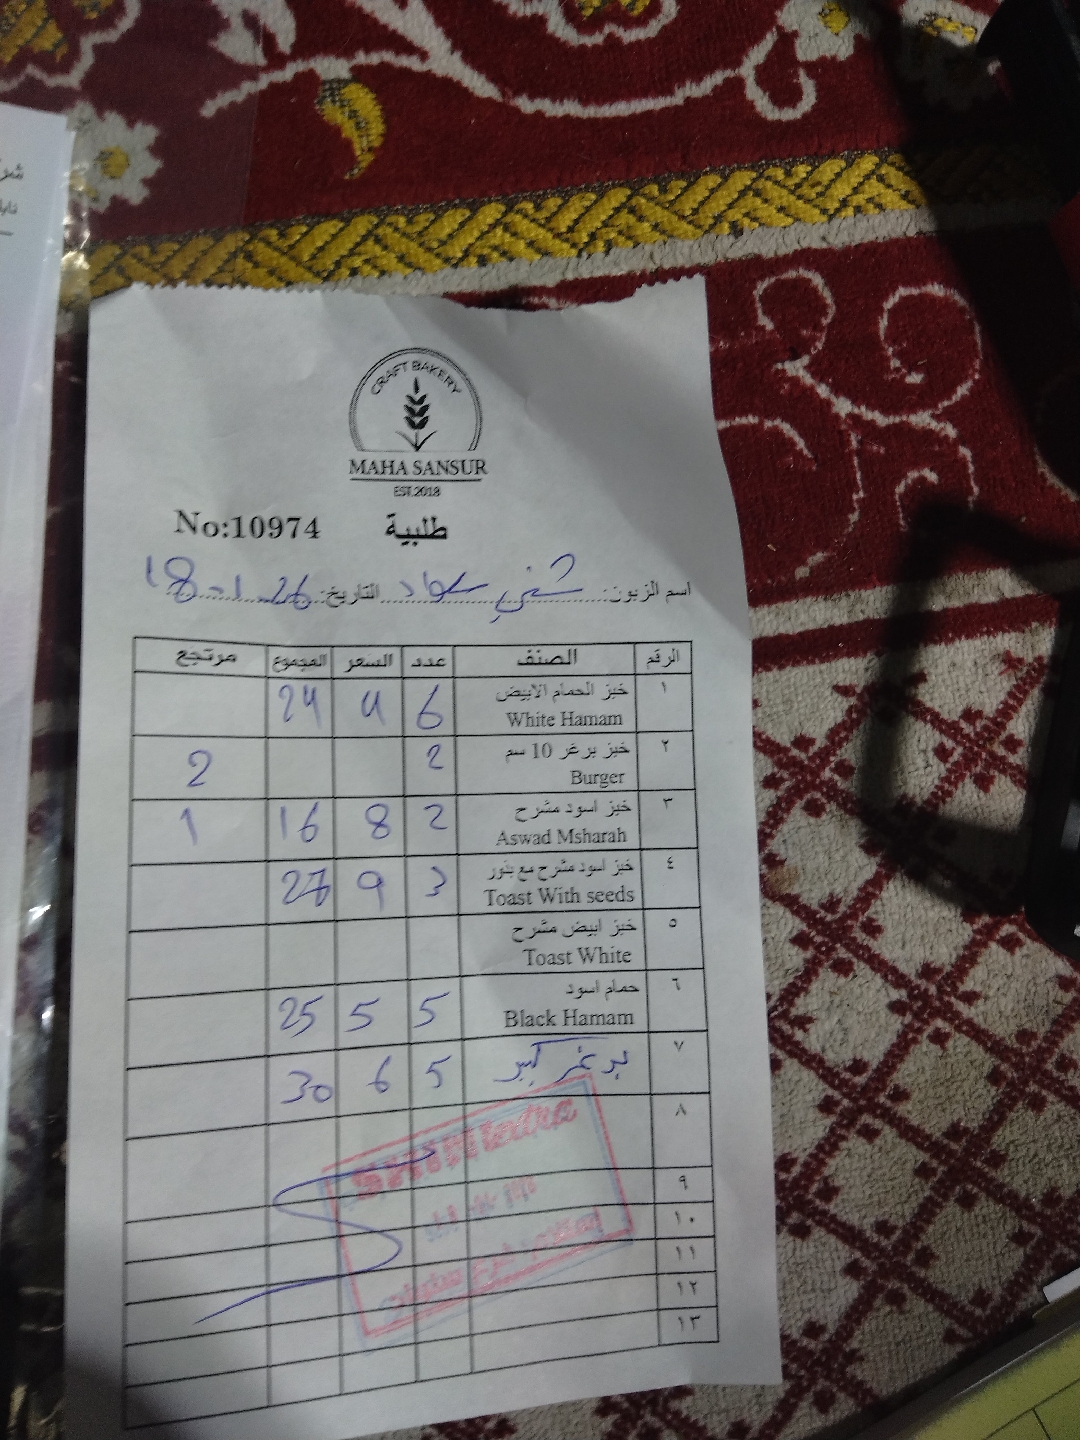 CRAFT BAKERY
MAHA SANSUR
EST.2018
No:10974 طلبية
اسم الزبون: التاريخ: 18-1-26
الرقم الصنف عدد السعر المجموع مرتجع
١ خبز الحمام الابيض 6 4 24
White Hamam
٢ خبز برغر 10 سم 2 2
Burger
٣ خبز اسود مشرح 2 8 16 1
Aswad Msharah
٤ خبز اسود مشرح مع بذور 3 9 27
Toast With seeds
٥ خبز ابيض مشرح
Toast White
٦ حمام اسود 5 5 25
Black Hamam
٧ برغر كبير 5 6 30
٨
٩
١٠
١١
١٢
١٣